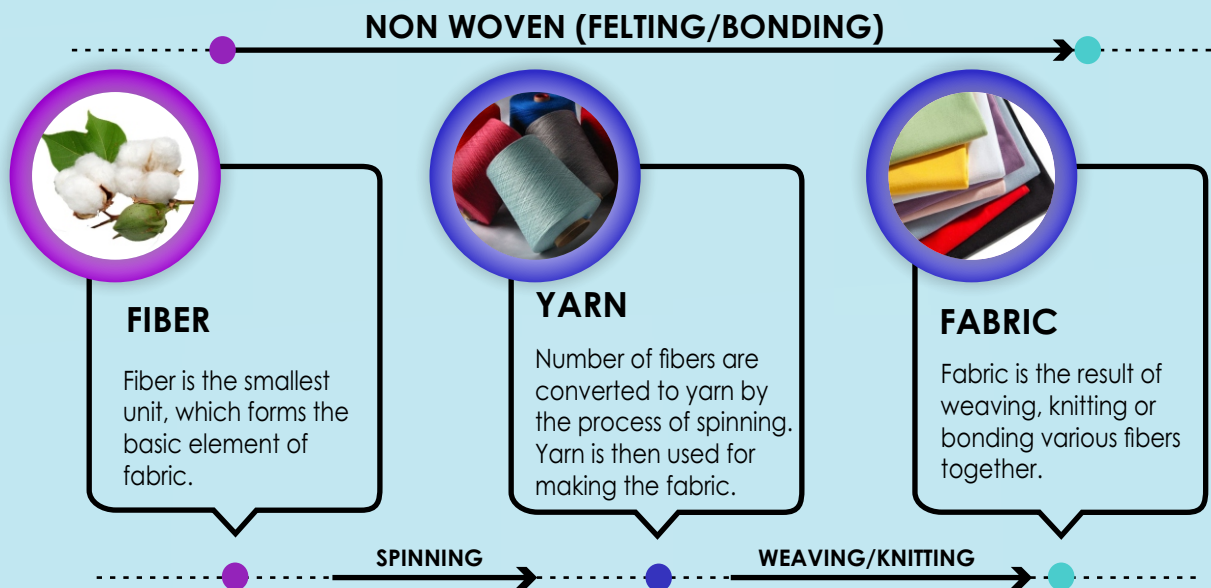 NON WOVEN (FELTING/BONDING)
FIBER
Fiber is the smallest
unit, which forms the
basic element of
fabric.
YARN
Number of fibers are
converted to yarn by
the process of spinning.
Yarn is then used for
making the fabric.
FABRIC
Fabric is the result of
weaving, knitting or
bonding various fibers
together.
SPINNING
WEAVING/KNITTING